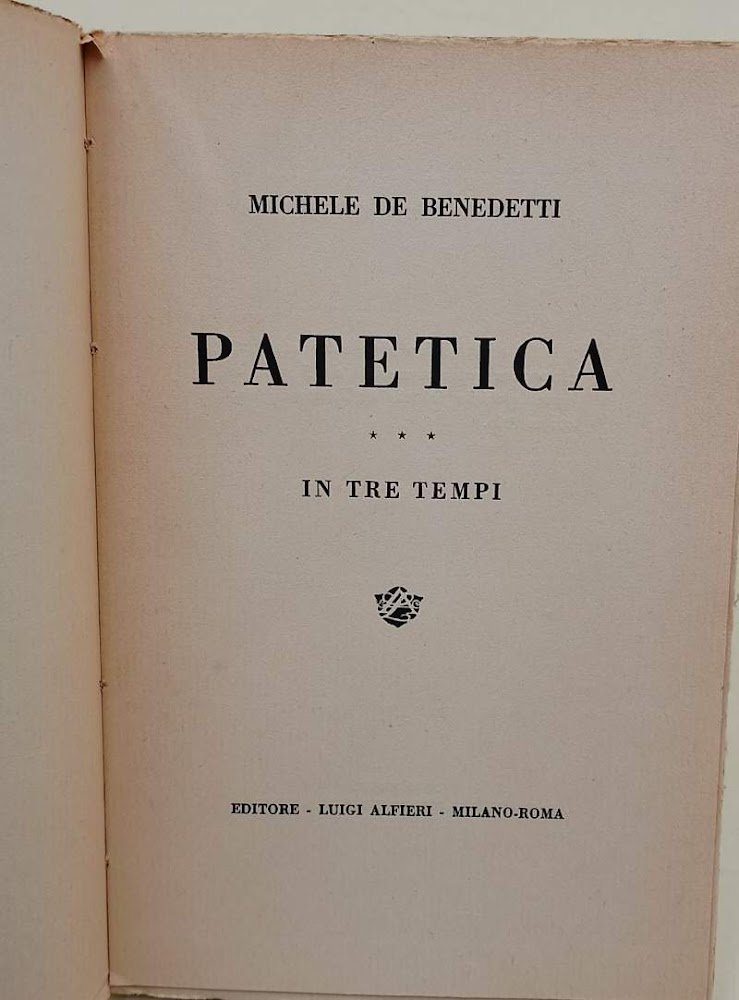 MICHELE DE BENEDETTI
PATETICA
* * *
IN TRE TEMPI
EDITORE - LUIGI ALFIERI - MILANO-ROMA